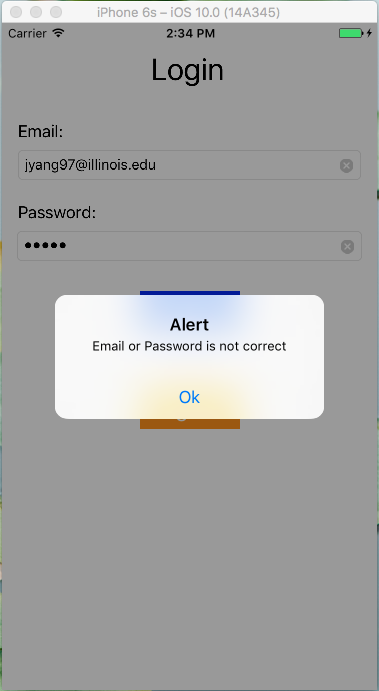 iPhone 6s – iOS 10.0 (14A345)
Carrier 2:34 PM
Login
Email:
jyang97@illinois.edu
Password:
•••••
Alert
Email or Password is not correct
Ok